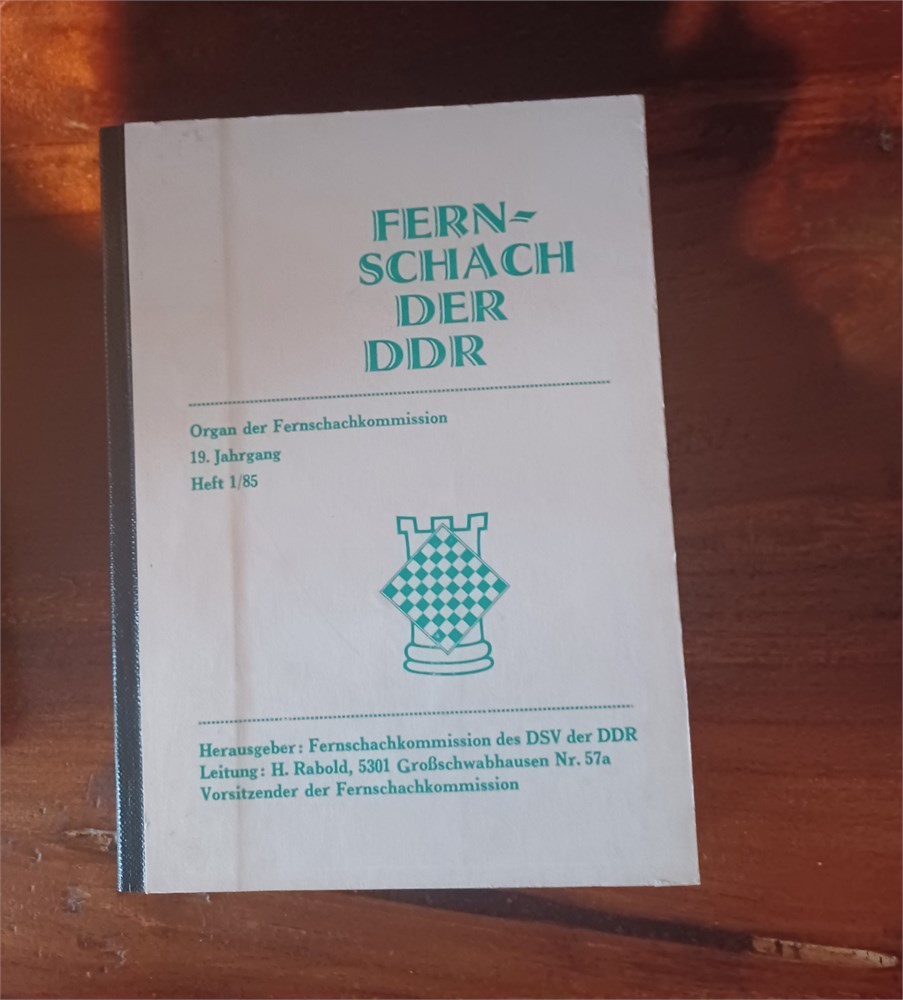 FERN-
SCHACH
DER
DDR
Organ der Fernschachkommission
19. Jahrgang
Heft 1/85
Herausgeber: Fernschachkommission des DSV der DDR
Leitung: H. Rabold, 5301 Großschwabhausen Nr. 57a
Vorsitzender der Fernschachkommission